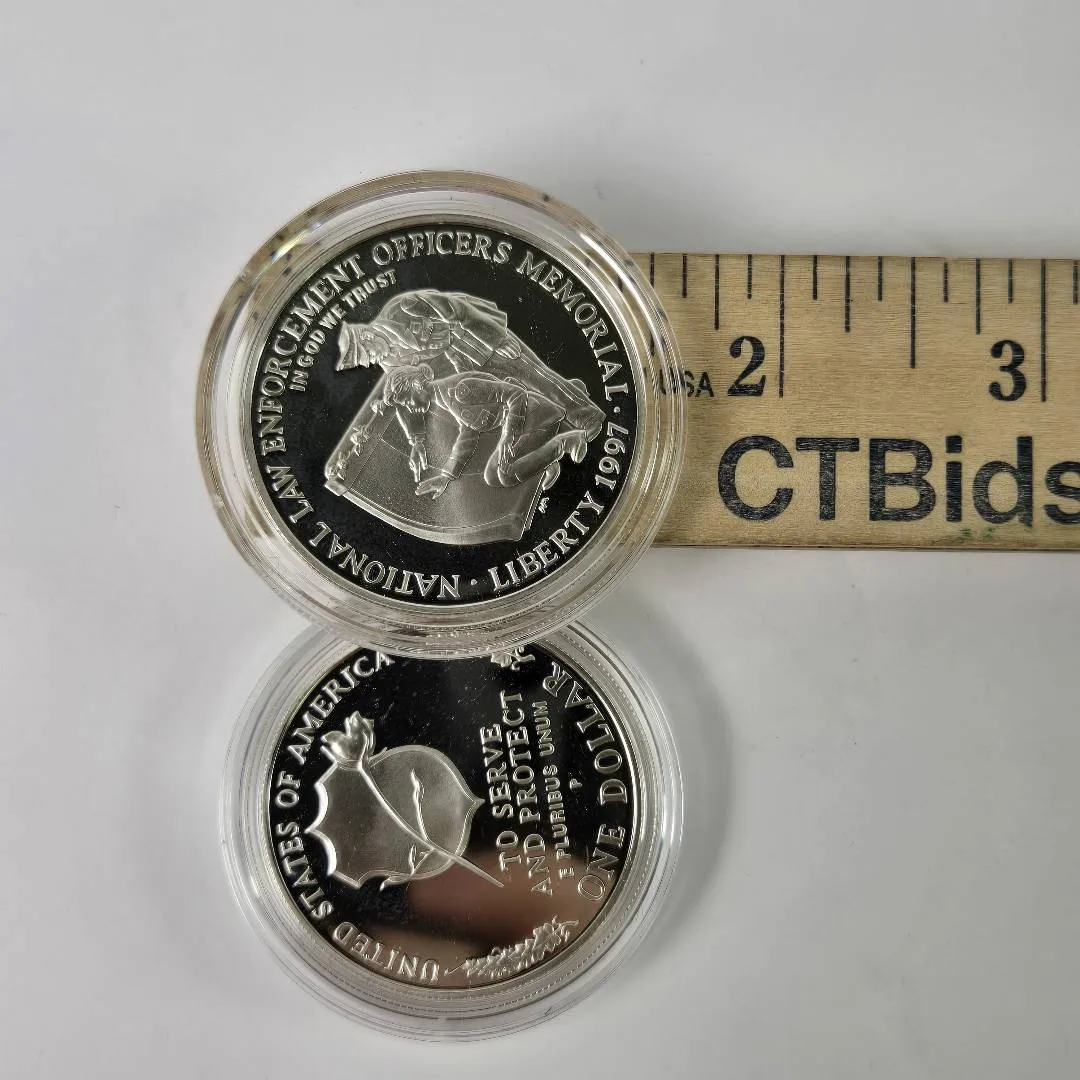 NATIONAL LAW ENFORCEMENT OFFICERS MEMORIAL
IN GOD WE TRUST
LIBERTY 1997
USA 2 3
CTBids
UNITED STATES OF AMERICA
TO SERVE
AND PROTECT
E PLURIBUS UNUM
P
ONE DOLLAR